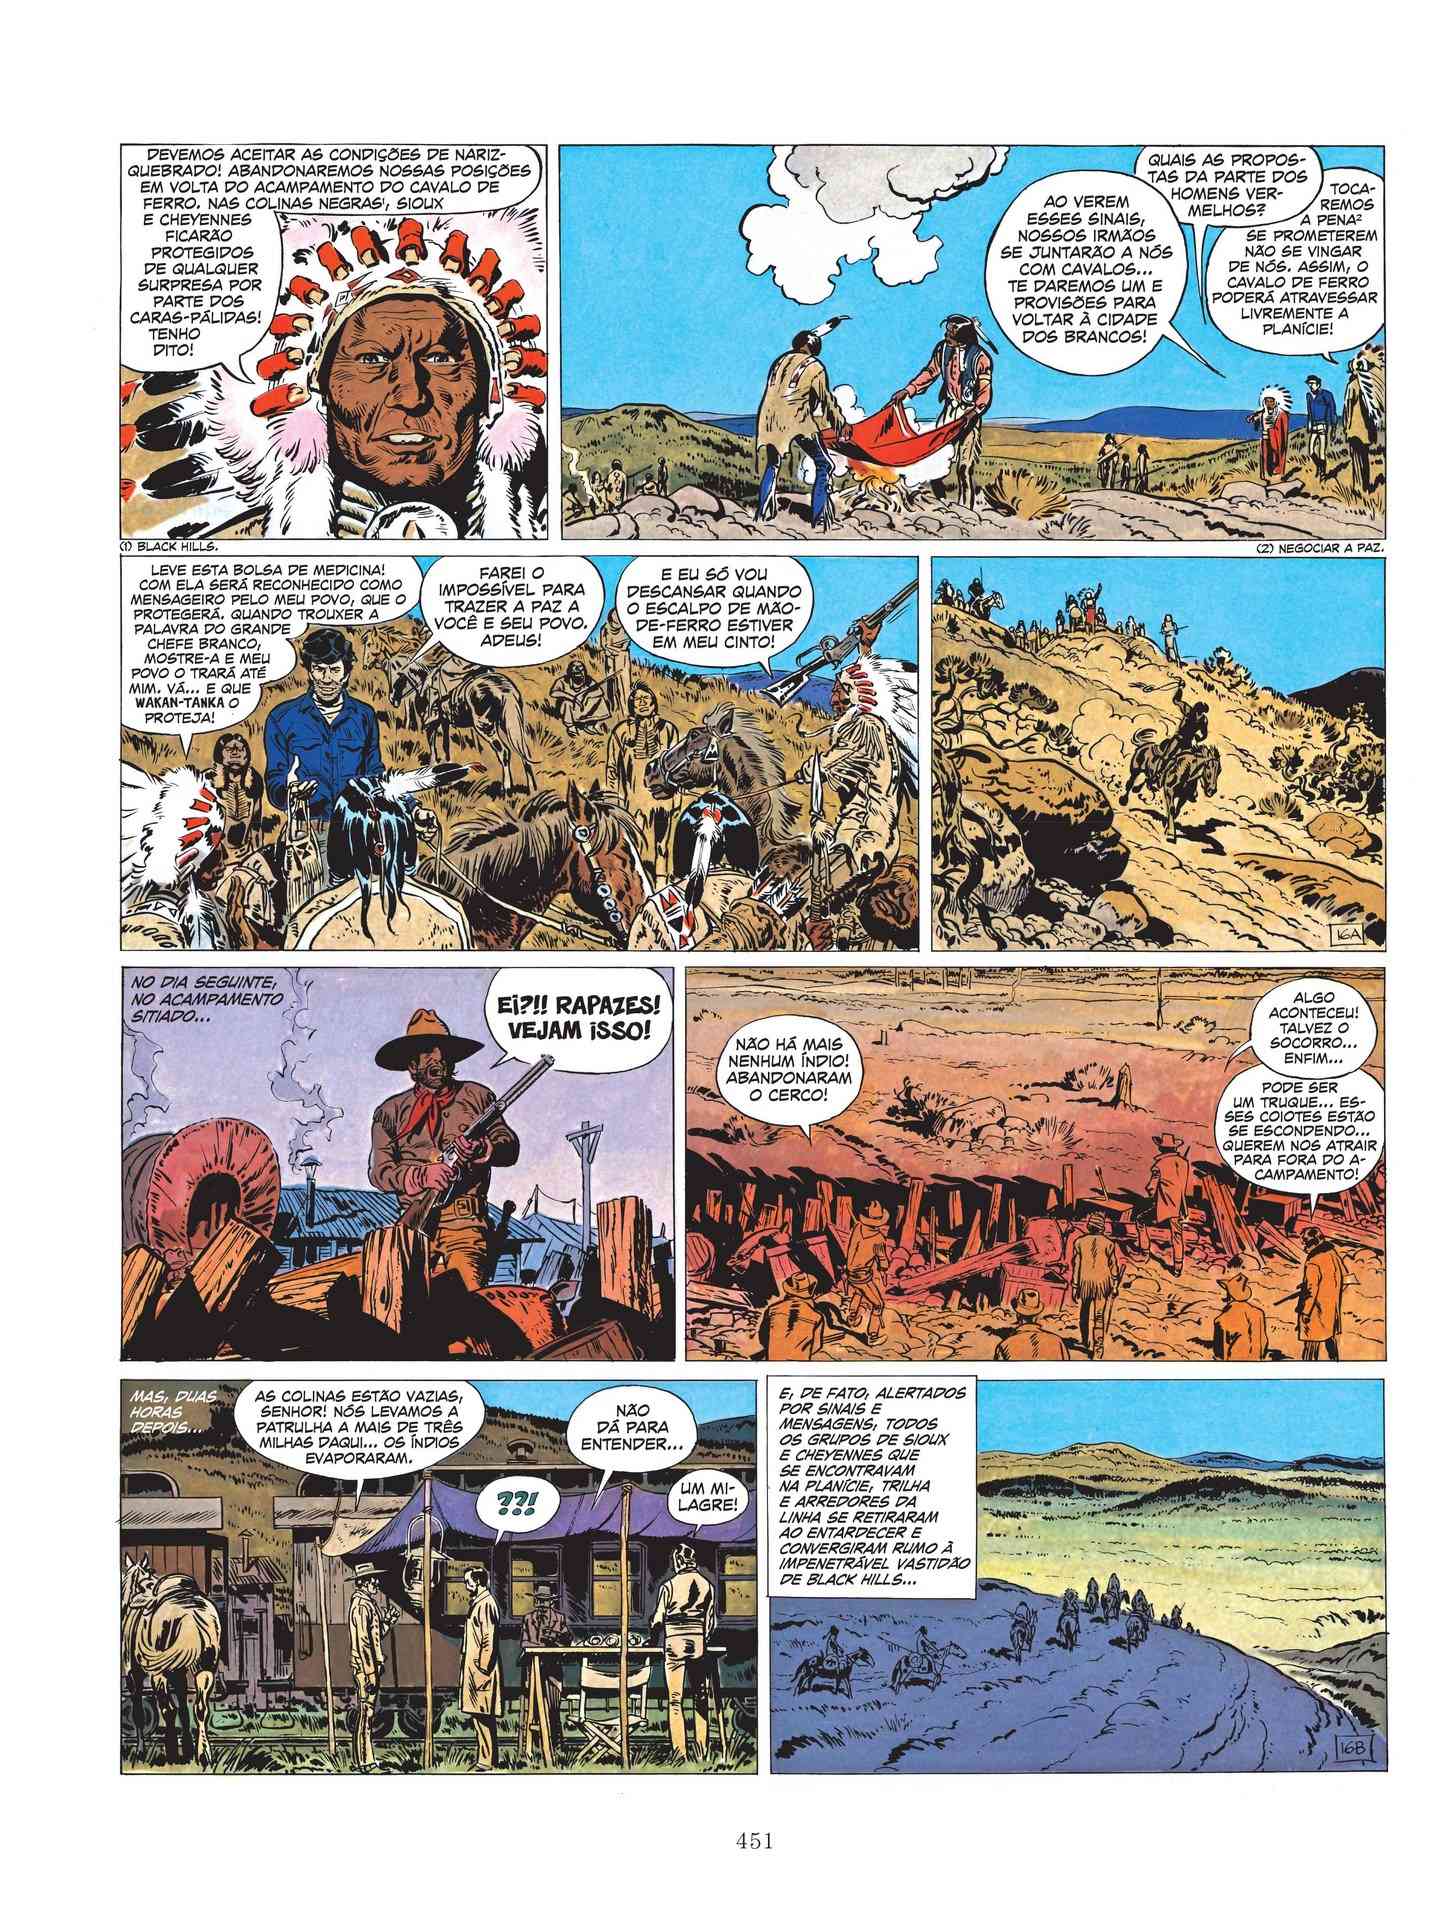 DEVEMOS ACEITAR AS CONDIÇÕES DE NARIZ-
QUEBRADO! ABANDONAREMOS NOSSAS POSIÇÕES
EM VOLTA DO ACAMPAMENTO DO CAVALO DE
FERRO. NAS COLINAS NEGRAS¹, SIOUX
E CHEYENNES
FICARÃO
PROTEGIDOS
DE QUALQUER
SURPRESA POR
PARTE DOS
CARAS-PÁLIDAS!
TENHO
DITO!
(1) BLACK HILLS.
AO VEREM
ESSES SINAIS,
NOSSOS IRMÃOS
SE JUNTARÃO A NÓS
COM CAVALOS...
TE DAREMOS UM E
PROVISÕES PARA
VOLTAR À CIDADE
DOS BRANCOS!
QUAIS AS PROPOS-
TAS DA PARTE DOS
HOMENS VER-
MELHOS?
TOCA-
REMOS
A PENA²
SE PROMETEREM
NÃO SE VINGAR
DE NÓS. ASSIM, O
CAVALO DE FERRO
PODERÁ ATRAVESSAR
LIVREMENTE A
PLANÍCIE!
(2) NEGOCIAR A PAZ.
LEVE ESTA BOLSA DE MEDICINA!
COM ELA SERÁ RECONHECIDO COMO
MENSAGEIRO PELO MEU POVO, QUE O
PROTEGERÁ. QUANDO TROUXER A
PALAVRA DO GRANDE
CHEFE BRANCO,
MOSTRE-A E MEU
POVO O TRARÁ ATÉ
MIM. VÁ... E QUE
WAKAN-TANKA O
PROTEJA!
FAREI O
IMPOSSÍVEL PARA
TRAZER A PAZ A
VOCÊ E SEU POVO.
ADEUS!
E EU SÓ VOU
DESCANSAR QUANDO
O ESCALPO DE MÃO-
DE-FERRO ESTIVER
EM MEU CINTO!
16A
NO DIA SEGUINTE,
NO ACAMPAMENTO
SITIADO...
EI?!! RAPAZES!
VEJAM ISSO!
NÃO HÁ MAIS
NENHUM ÍNDIO!
ABANDONARAM
O CERCO!
ALGO
ACONTECEU!
TALVEZ O
SOCORRO...
ENFIM...
PODE SER
UM TRUQUE... ES-
SES COIOTES ESTÃO
SE ESCONDENDO...
QUEREM NOS ATRAIR
PARA FORA DO A-
CAMPAMENTO!
MAS, DUAS
HORAS
DEPOIS...
AS COLINAS ESTÃO VAZIAS,
SENHOR! NÓS LEVAMOS A
PATRULHA A MAIS DE TRÊS
MILHAS DAQUI... OS ÍNDIOS
EVAPORARAM.
??!
NÃO
DÁ PARA
ENTENDER...
UM MI-
LAGRE!
E, DE FATO, ALERTADOS
POR SINAIS E
MENSAGENS, TODOS
OS GRUPOS DE SIOUX
E CHEYENNES QUE
SE ENCONTRAVAM
NA PLANÍCIE, TRILHA
E ARREDORES DA
LINHA SE RETIRARAM
AO ENTARDECER E
CONVERGIRAM RUMO À
IMPENETRÁVEL VASTIDÃO
DE BLACK HILLS...
16B
451